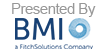 Presented By
BMI
a FitchSolutions Company